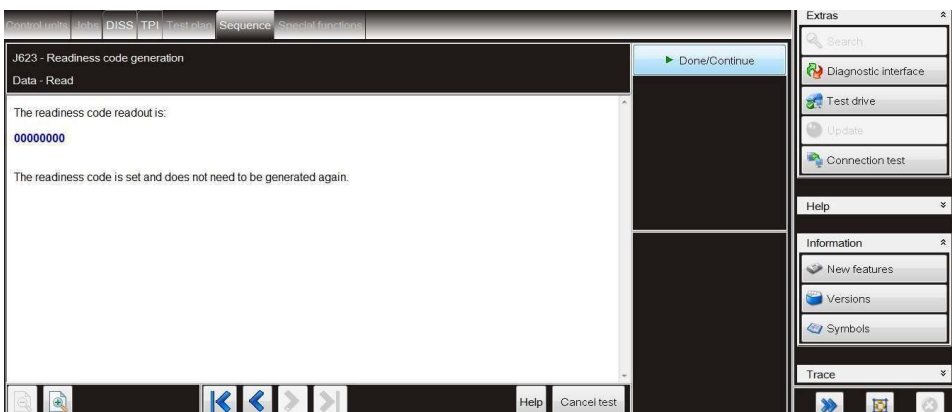 Control units Jobs DISS TPI Test plan Sequence Special functions
J623 - Readiness code generation
Data - Read
Done/Continue
The readiness code readout is:
00000000
The readiness code is set and does not need to be generated again.
Help Cancel test
Extras
Search
Diagnostic interface
Test drive
Update
Connection test
Help
Information
New features
Versions
Symbols
Trace